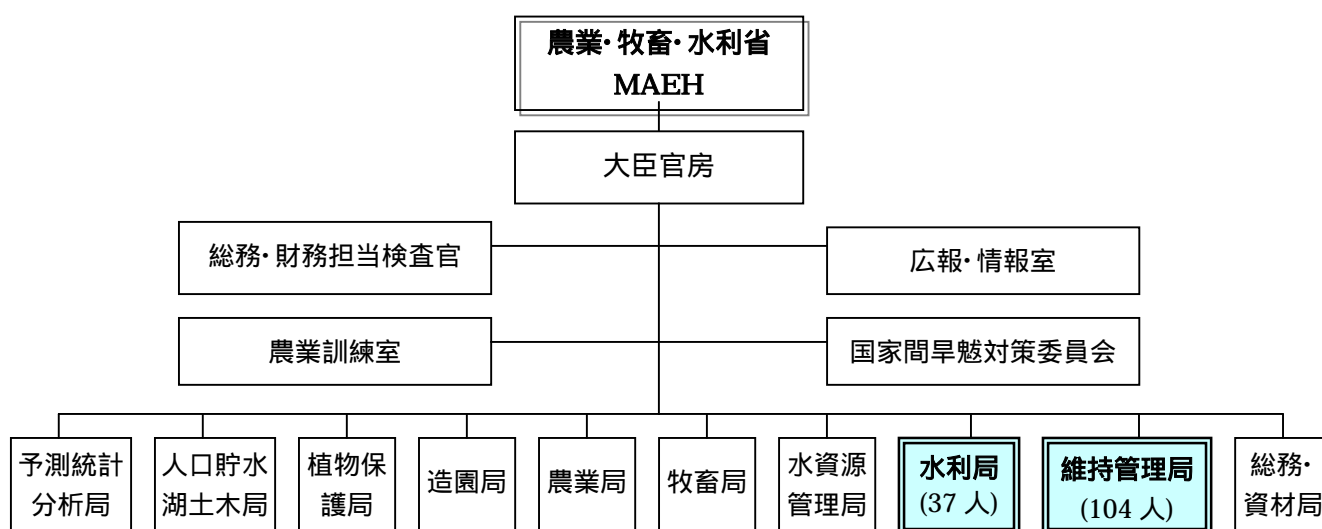 農業・牧畜・水利省
MAEH
大臣官房
総務・財務担当検査官
広報・情報室
農業訓練室
国家間旱魃対策委員会
予測統計
分析局
人口貯水
湖土木局
植物保
護局
造園局
農業局
牧畜局
水資源
管理局
水利局
(37 人)
維持管理局
(104 人)
総務・
資材局